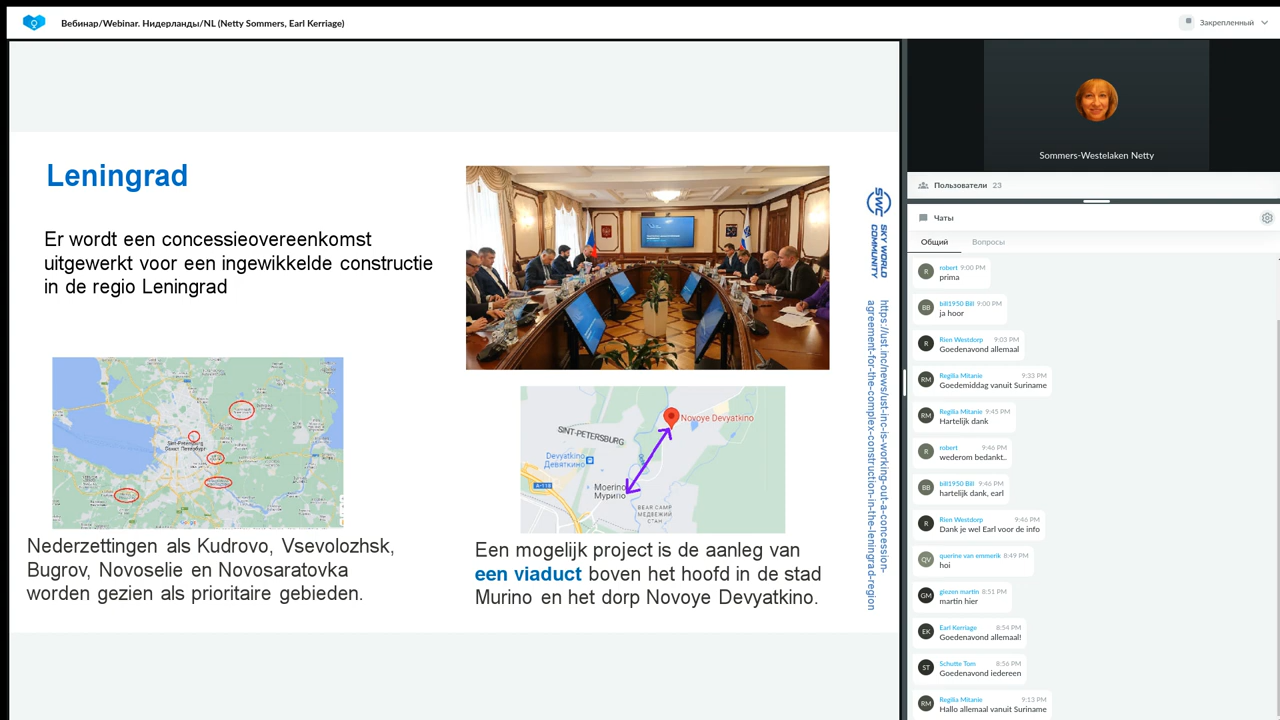 Вебинар/Webinar. Нидерланды/NL (Netty Sommers, Earl Kerriage)
Закрепленный
Leningrad
Er wordt een concessieovereenkomst
uitgewerkt voor een ingewikkelde constructie
in de regio Leningrad
Nederzettingen als Kudrovo, Vsevolozhsk,
Bugrov, Novoselie en Novosaratovka
worden gezien als prioritaire gebieden.
SINT-PETERSBURG
Novoye Devyatkino
Devyatkino
Девяткино
A-118
Moerino
Мурино
BEAR CAMP
МЕДВЕЖИЙ
СТАН
Een mogelijk project is de aanleg van
een viaduct boven het hoofd in de stad
Murino en het dorp Novoye Devyatkino.
SWC
SKY WORLD
COMMUNITY
https://ust.inc/news/ust-inc-is-working-out-a-concession-
agreement-for-the-complex-construction-in-the-leningrad-region
Sommers-Westelaken Netty
Пользователи 23
Чаты
Общий Вопросы
R robert 9:00 PM
prima
BB bill1950 Bill 9:00 PM
ja hoor
R Rien Westdorp 9:03 PM
Goedenavond allemaal
RM Regilia Mitanie 9:33 PM
Goedemiddag vanuit Suriname
RM Regilia Mitanie 9:45 PM
Hartelijk dank
R robert 9:46 PM
wederom bedankt..
BB bill1950 Bill 9:46 PM
hartelijk dank, earl
R Rien Westdorp 9:46 PM
Dank je wel Earl voor de info
QV querine van emmerik 8:49 PM
hoi
GM giezen martin 8:51 PM
martin hier
EK Earl Kerriage 8:54 PM
Goedenavond allemaal!
ST Schutte Tom 8:56 PM
Goedenavond iedereen
RM Regilia Mitanie 9:13 PM
Hallo allemaal vanuit Suriname